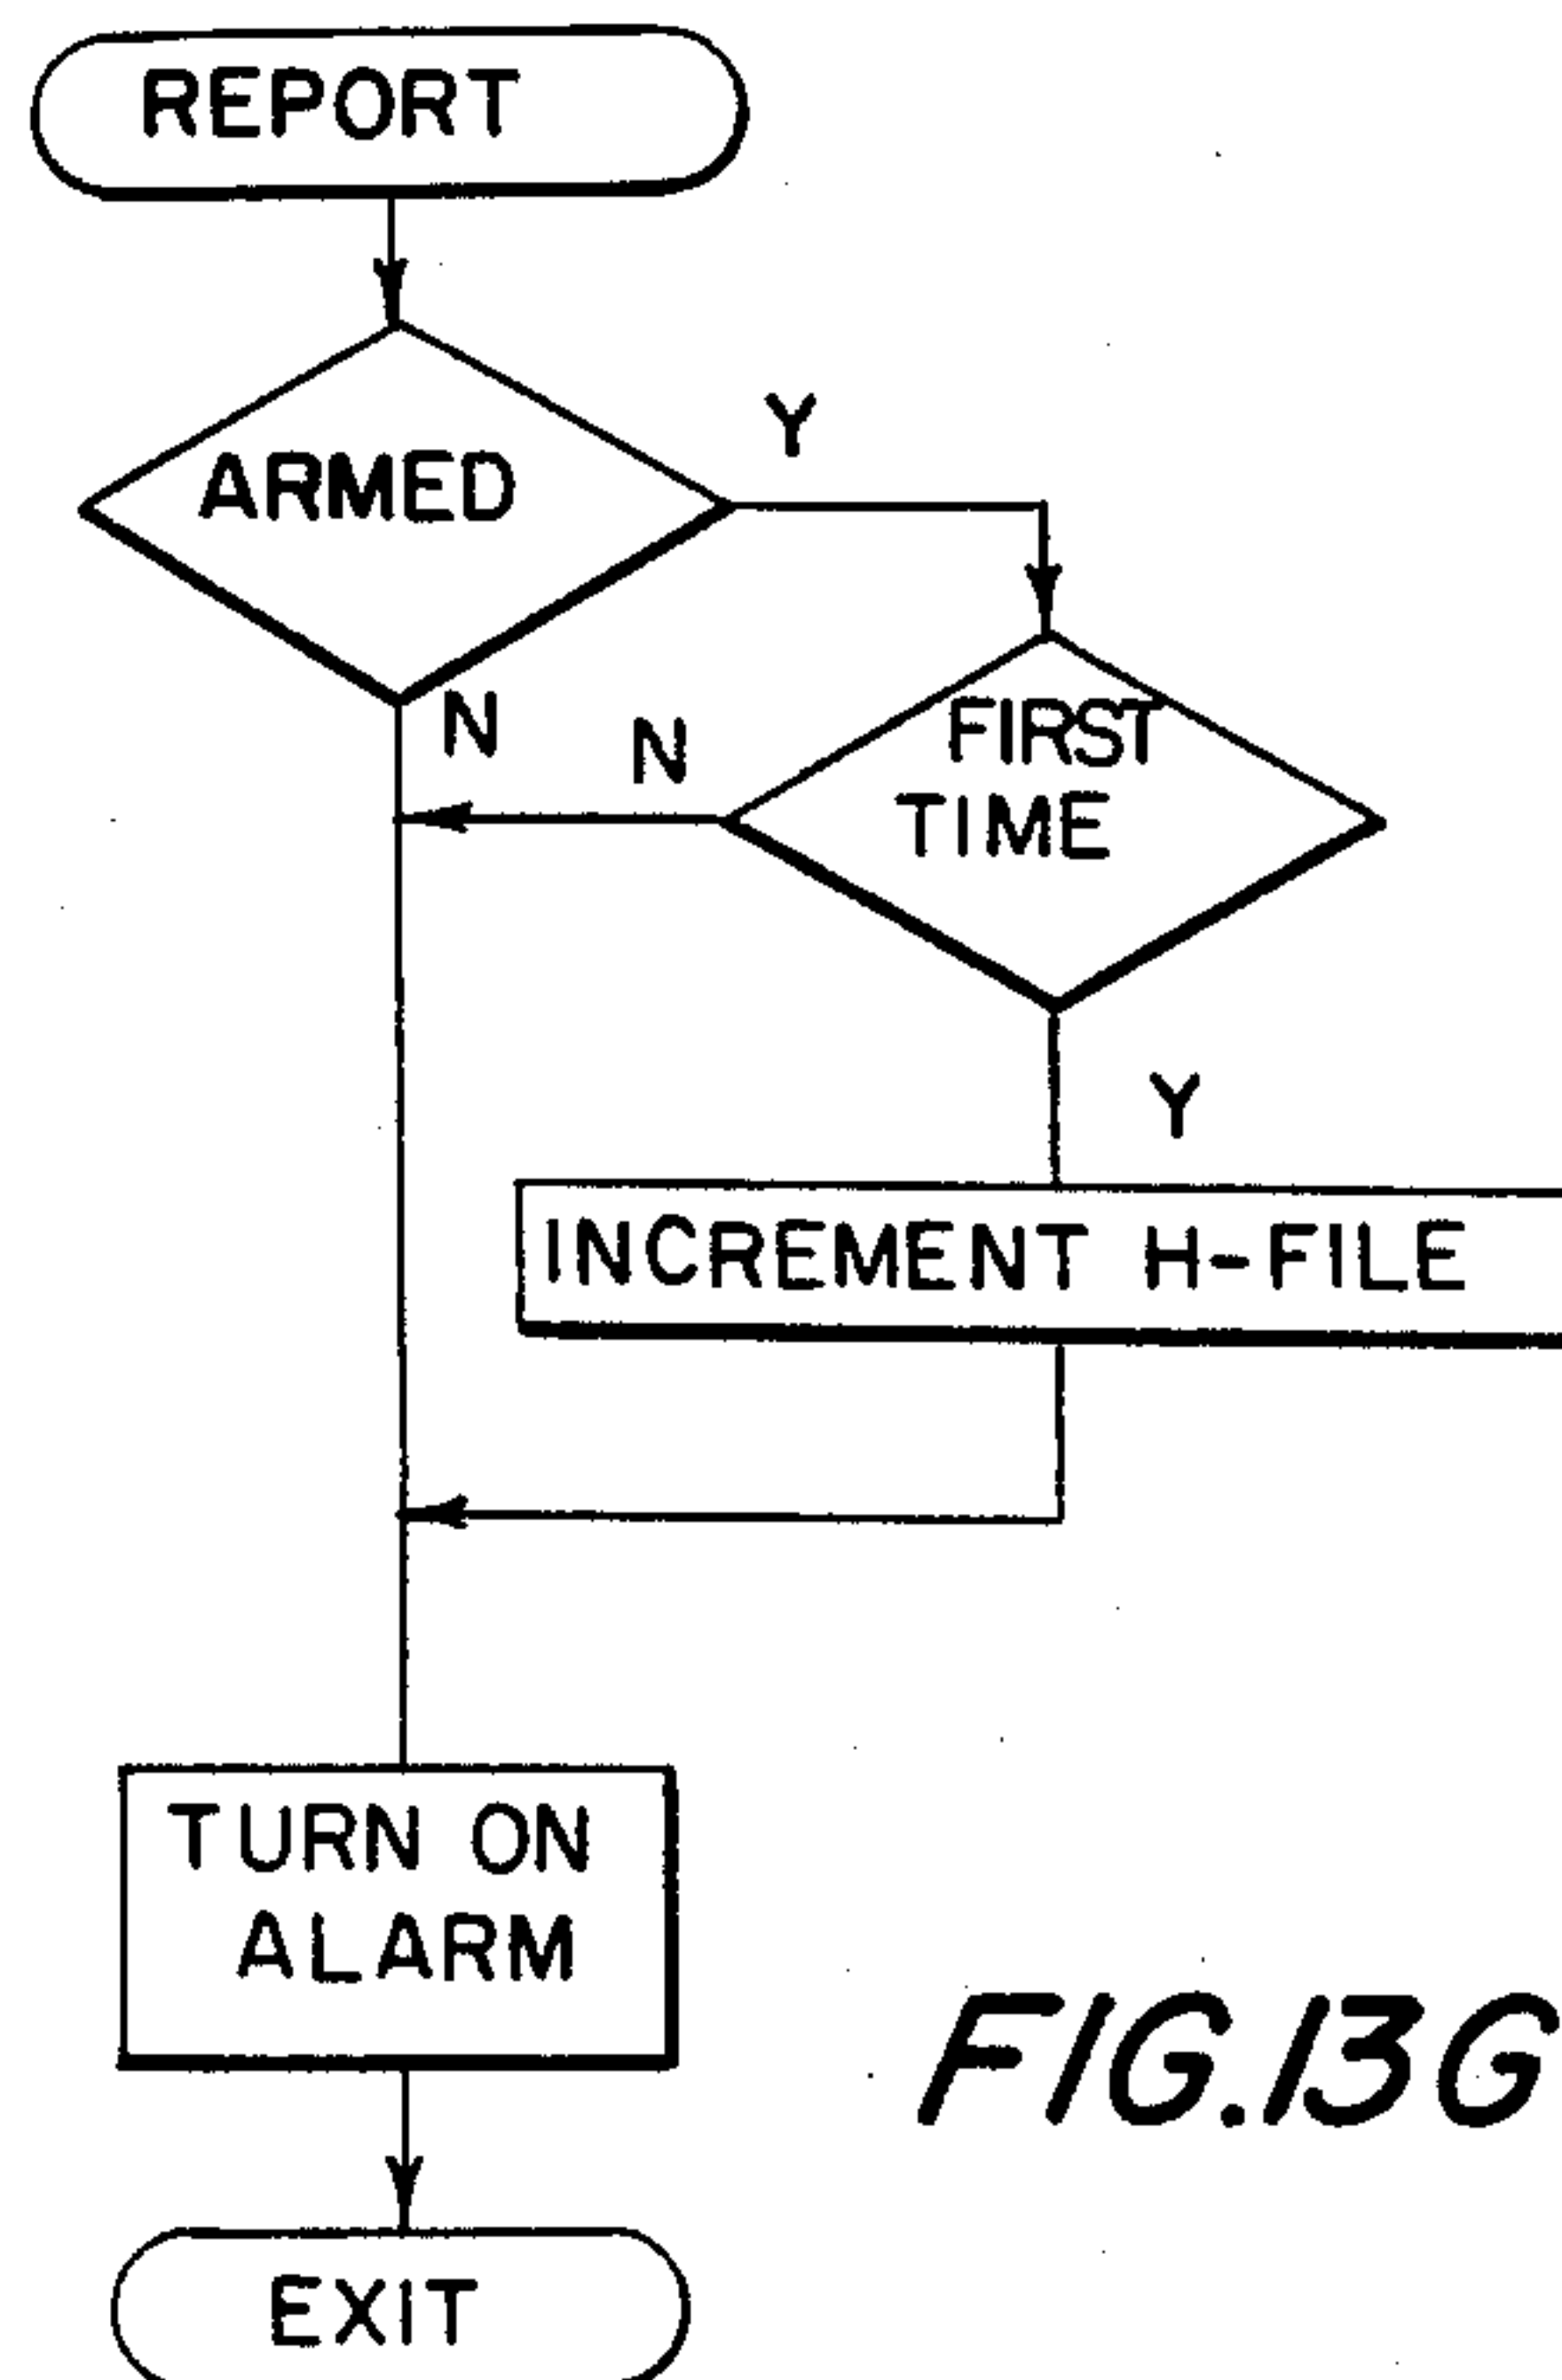 REPORT
ARMED
Y
N
N
FIRST
TIME
Y
INCREMENT H-FILE
TURN ON
ALARM
FIG.13G
EXIT